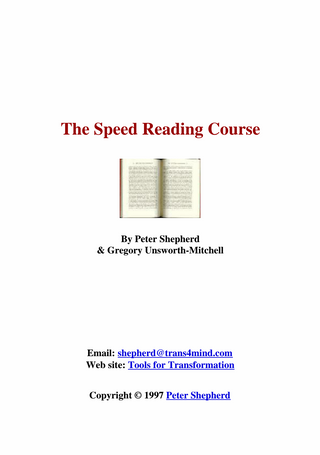 The Speed Reading Course
By Peter Shepherd
& Gregory Unsworth-Mitchell
Email: shepherd@trans4mind.com
Web site: Tools for Transformation
Copyright © 1997 Peter Shepherd